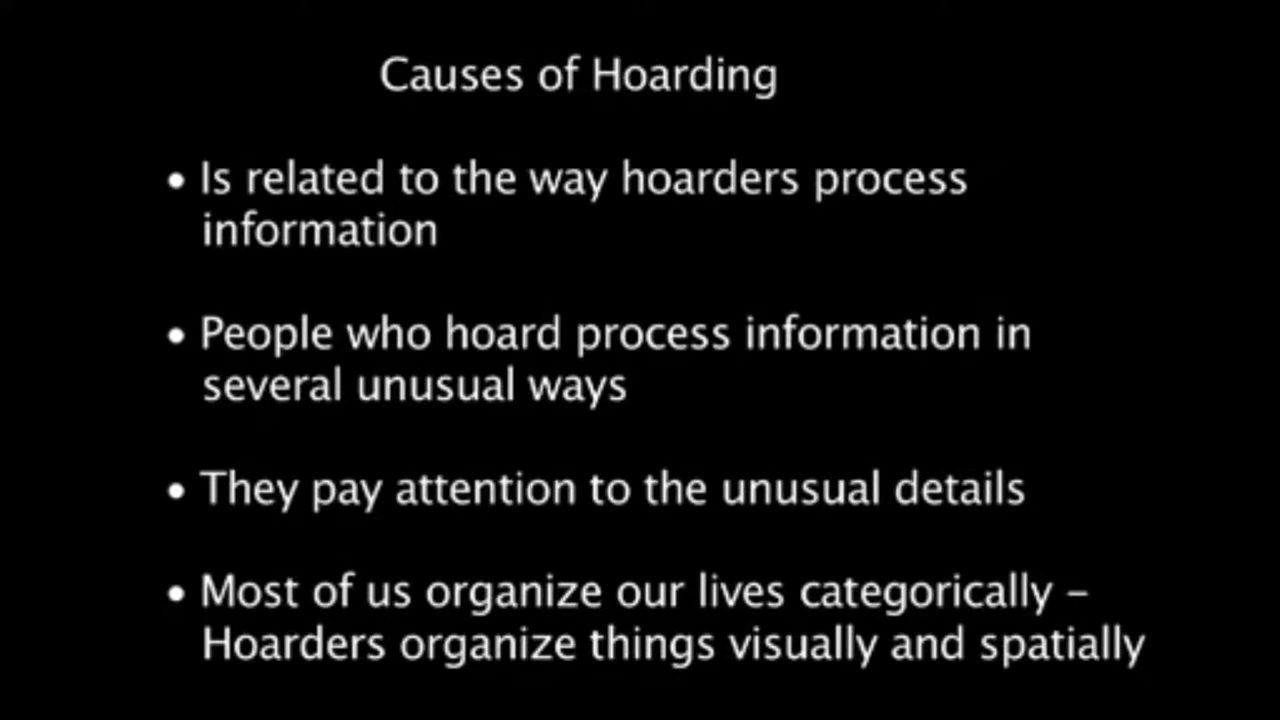 Causes of Hoarding
• Is related to the way hoarders process
information
• People who hoard process information in
several unusual ways
• They pay attention to the unusual details
• Most of us organize our lives categorically –
Hoarders organize things visually and spatially